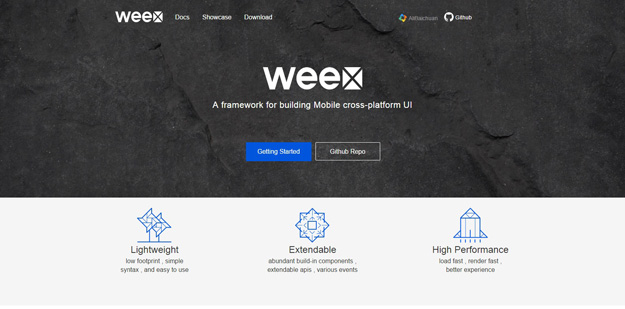 weex Docs Showcase Download AliBaichuan Github
weex
A framework for building Mobile cross-platform UI
Getting Started Github Repo
Lightweight Extendable High Performance
low footprint , simple abundant build-in components , load fast , render fast ,
syntax , and easy to use extendable apis , various events better experience